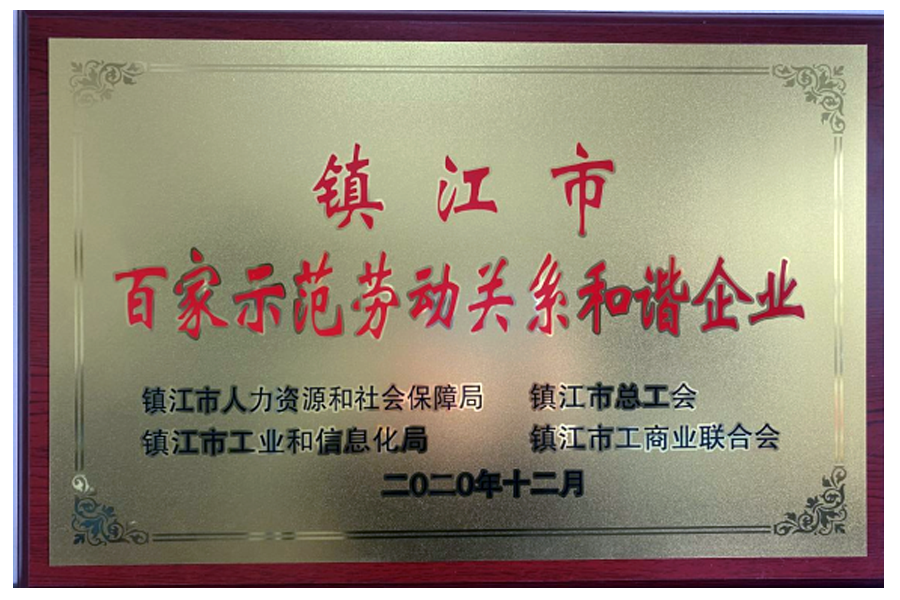 镇江市
百家示范劳动关系和谐企业
镇江市人力资源和社会保障局 镇江市总工会
镇江市工业和信息化局 镇江市工商业联合会
二〇二〇年十二月